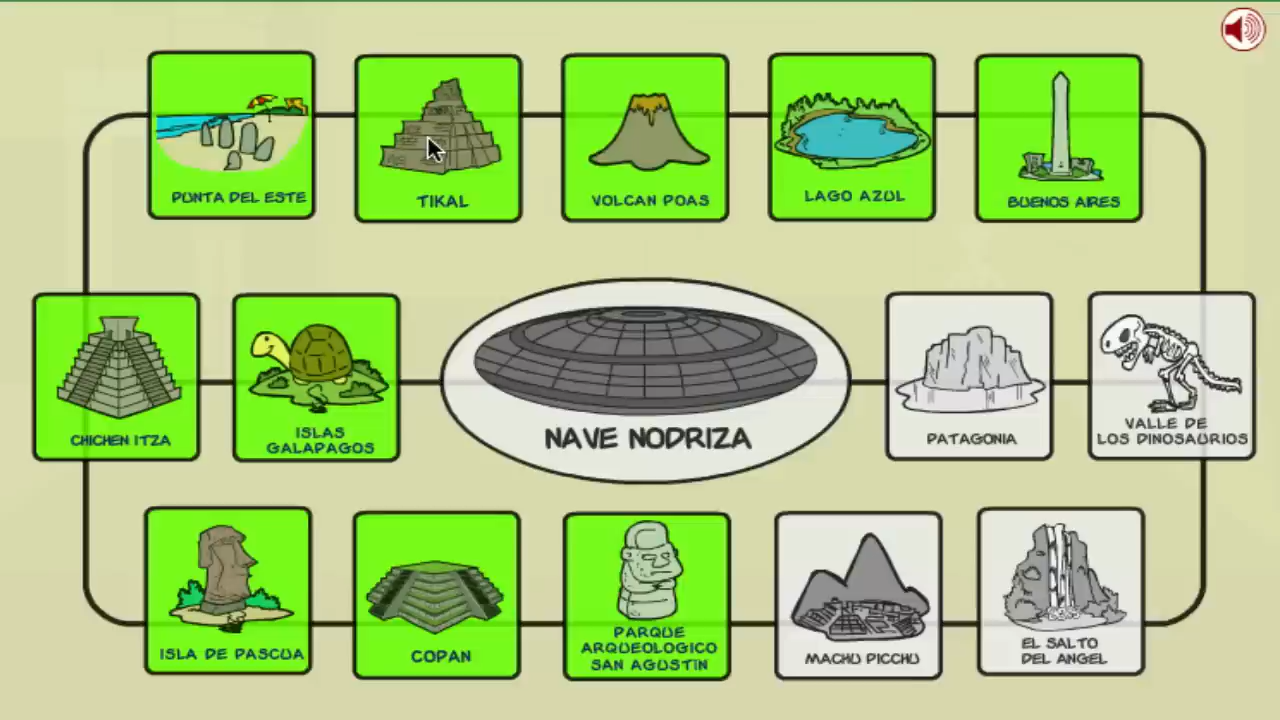 PUNTA DEL ESTE
TIKAL
VOLCAN POAS
LAGO AZUL
BUENOS AIRES
CHICHEN ITZA
ISLAS
GALAPAGOS
NAVE NODRIZA
PATAGONIA
VALLE DE
LOS DINOSAURIOS
ISLA DE PASCUA
COPAN
PARQUE
ARQUEOLOGICO
SAN AGUSTIN
MACHU PICCHU
EL SALTO
DEL ANGEL